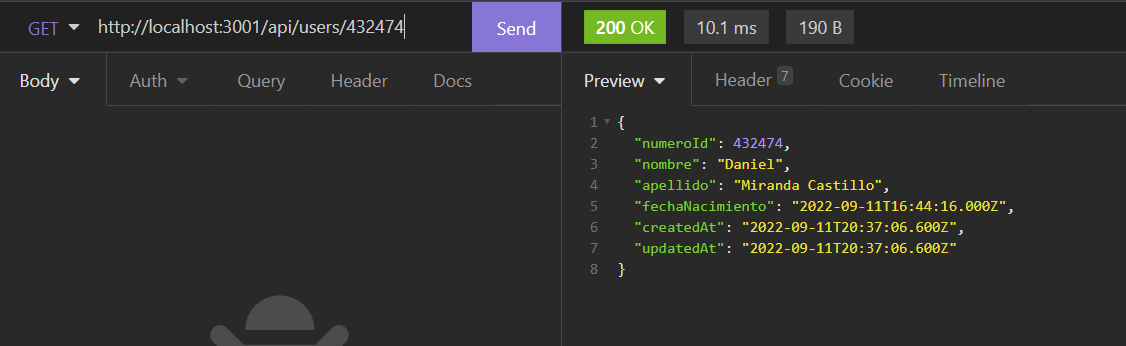 GET http://localhost:3001/api/users/432474 Send 200 OK 10.1 ms 190 B
Body Auth Query Header Docs Preview Header 7 Cookie Timeline
1 {
2 "numeroId": 432474,
3 "nombre": "Daniel",
4 "apellido": "Miranda Castillo",
5 "fechaNacimiento": "2022-09-11T16:44:16.000Z",
6 "createdAt": "2022-09-11T20:37:06.600Z",
7 "updatedAt": "2022-09-11T20:37:06.600Z"
8 }